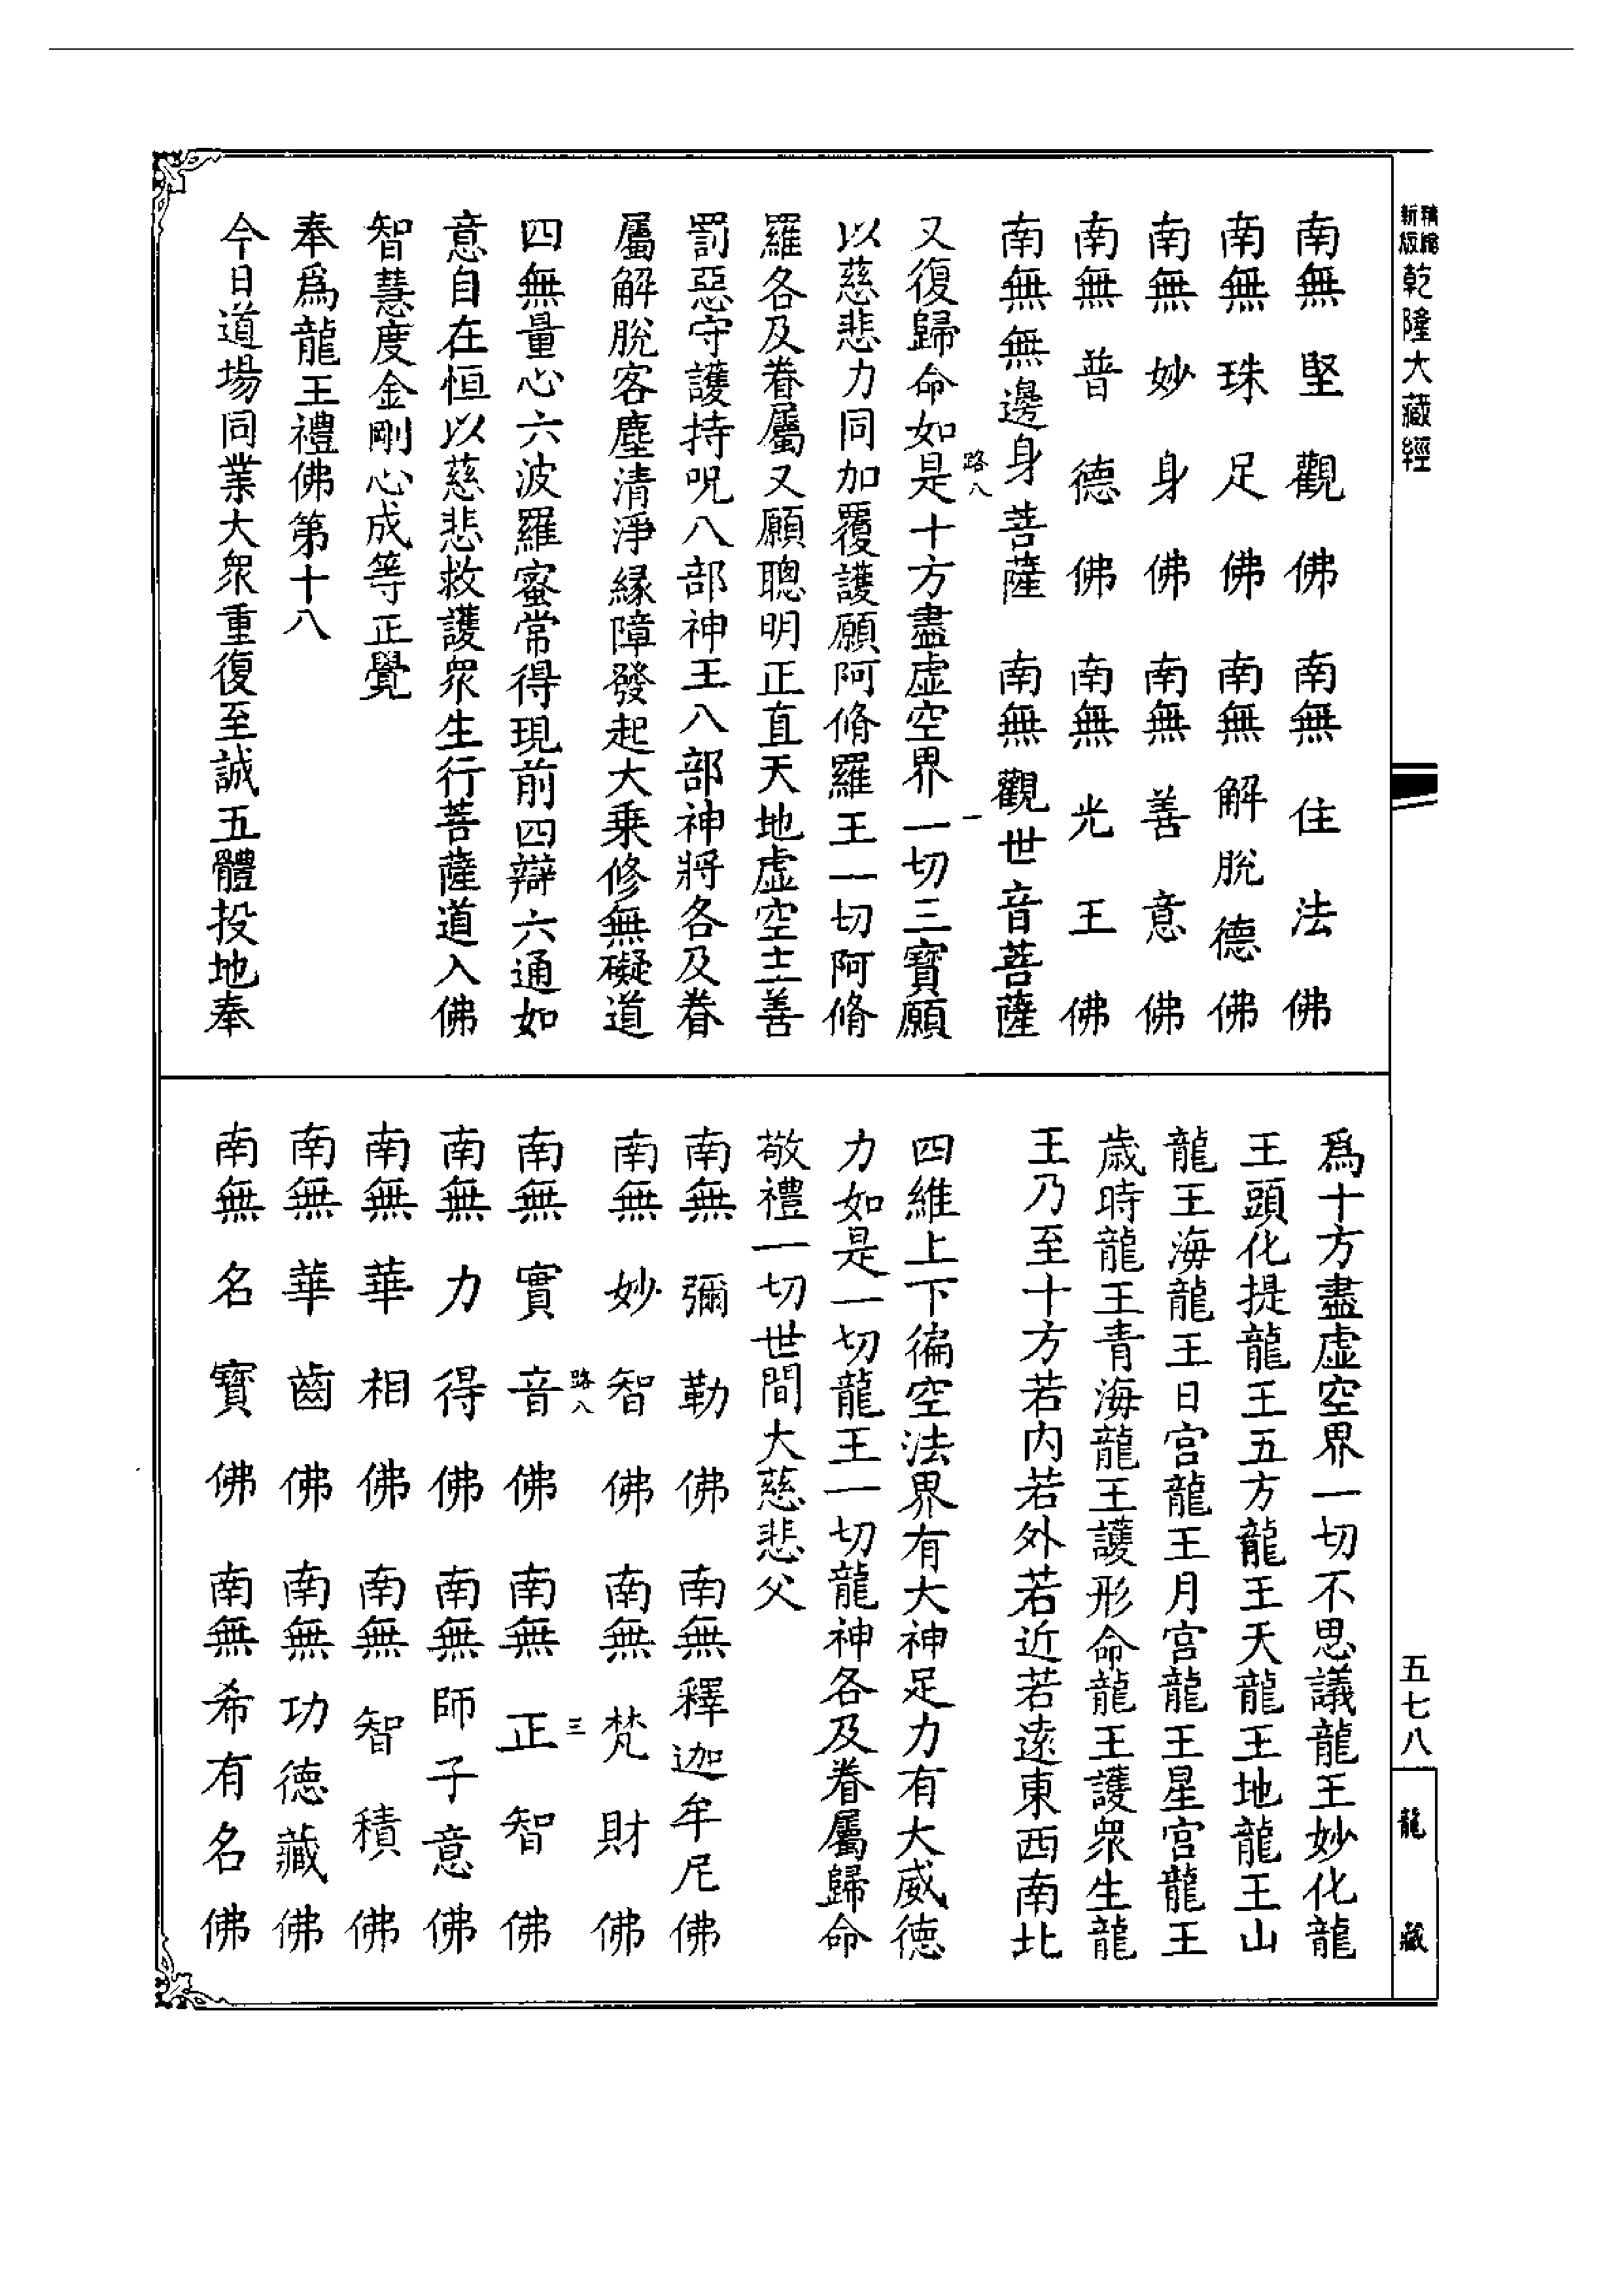 新版精縮乾隆大藏經
南無堅觀佛南無住法佛
南無珠足佛南無解脫德佛
南無妙身佛南無善意佛
南無普德佛南無光王佛
南無無邊身菩薩南無觀世音菩薩
路八
一
又復歸命如是十方盡虛空界一切三寶願
以慈悲力同加覆護願阿脩羅王一切阿脩
羅各及眷屬又願聰明正直天地虛空主善
罰惡守護持呪八部神王八部神將各及眷
屬解脫客塵清淨緣障發起大乘修無礙道
四無量心六波羅蜜常得現前四辯六通如
意自在恒以慈悲救護眾生行菩薩道入佛
智慧度金剛心成等正覺
奉爲龍王禮佛第十八
今日道場同業大眾重復至誠五體投地奉
爲十方盡虛空界一切不思議龍王妙化龍
王頭化提龍王五方龍王天龍王地龍王山
龍王海龍王日宮龍王月宮龍王星宮龍王
歲時龍王青海龍王護形命龍王護眾生龍
王乃至十方若內若外若近若遠東西南北
四維上下徧空法界有大神足力有大威德
力如是一切龍王一切龍神各及眷屬歸命
敬禮一切世間大慈悲父
南無彌勒佛南無釋迦牟尼佛
南無妙智佛南無梵財佛
路八
三
南無實音佛南無正智佛
南無力得佛南無師子意佛
南無華相佛南無智積佛
南無華齒佛南無功德藏佛
南無名寶佛南無希有名佛
五七八
龍藏